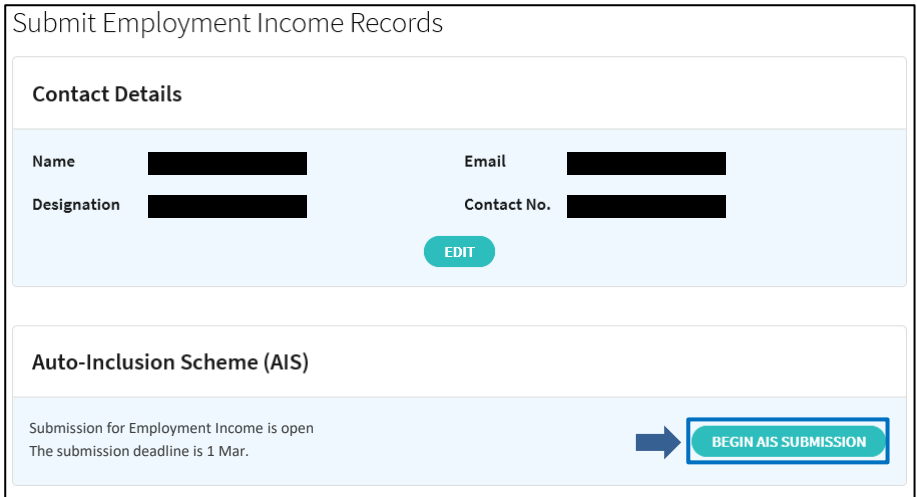 Submit Employment Income Records
Contact Details
Name Email
Designation Contact No.
EDIT
Auto-Inclusion Scheme (AIS)
Submission for Employment Income is open
The submission deadline is 1 Mar.
BEGIN AIS SUBMISSION